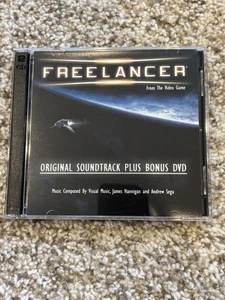 FREELANCER
From The Video Game
ORIGINAL SOUNDTRACK PLUS BONUS DVD
Music Composed By Visual Music, James Hannigan and Andrew Sega